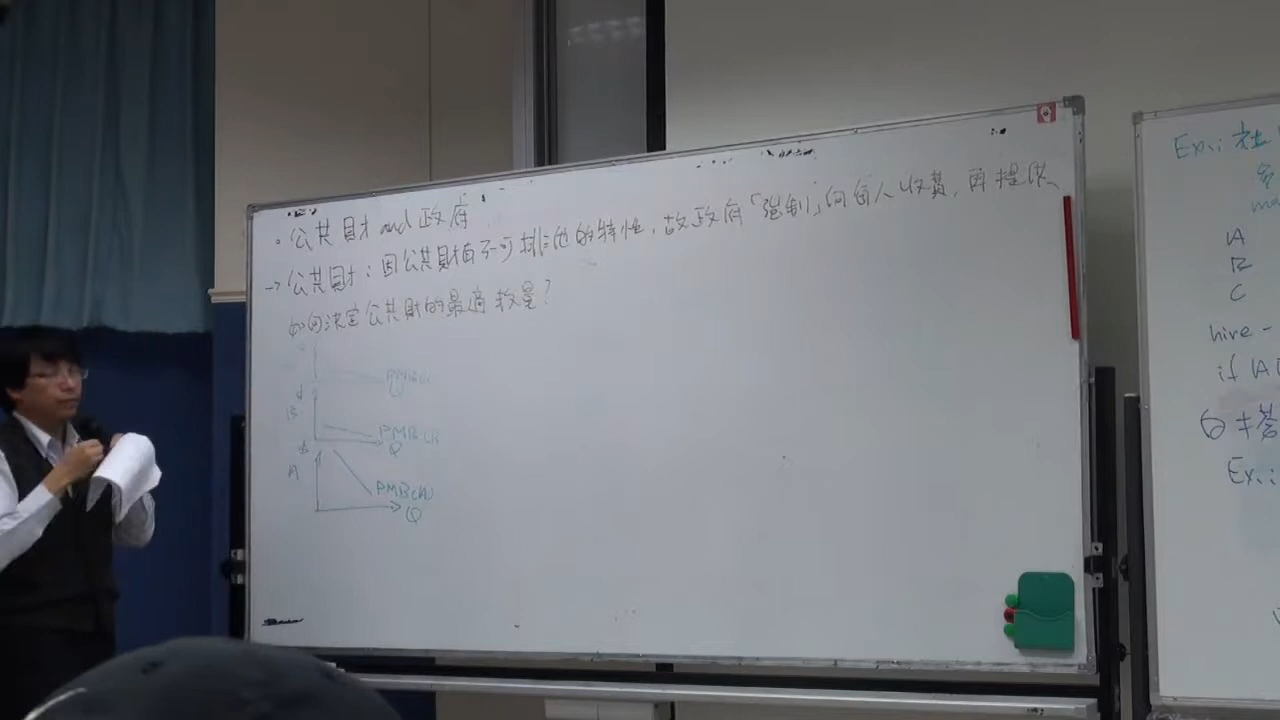 。公共財 and 政府
→公共財：因公共財有不可排他的特性，故政府「強制」向每人收費，再提供、
如何決定公共財的最適數量？
B
PMB(B)
Q
A
PMB(A)
Q
Ex.:
A
B
C
hire -
if A
Ex.: